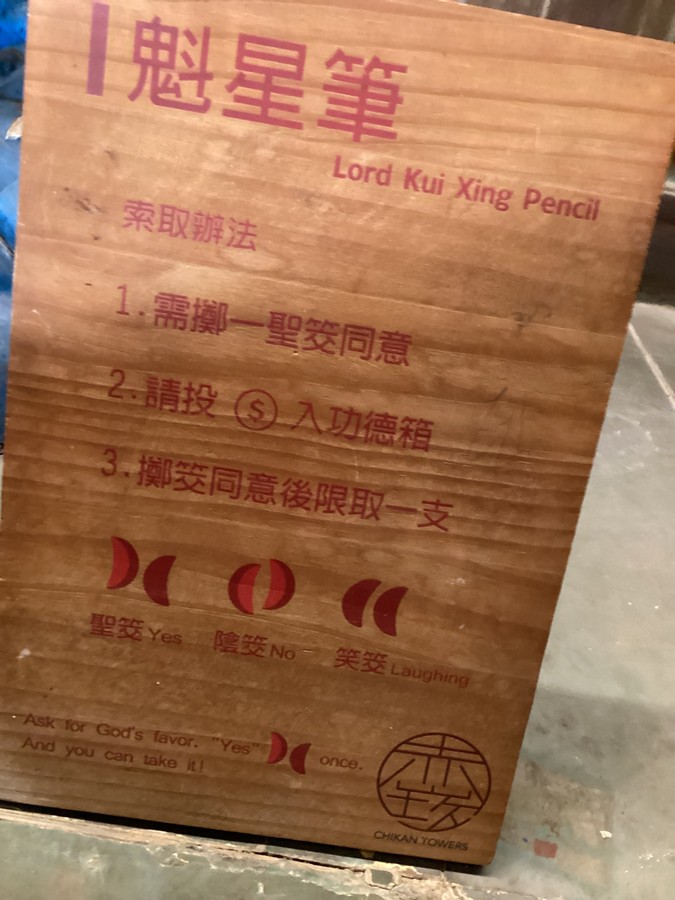 魁星筆
Lord Kui Xing Pencil
索取辦法
1.需擲一聖筊同意
2.請投 $ 入功德箱
3.擲筊同意後限取一支
聖筊 Yes 陰筊 No 笑筊 Laughing
Ask for God's favor. "Yes" once.
And you can take it!
赤崁
CHIKAN TOWERS